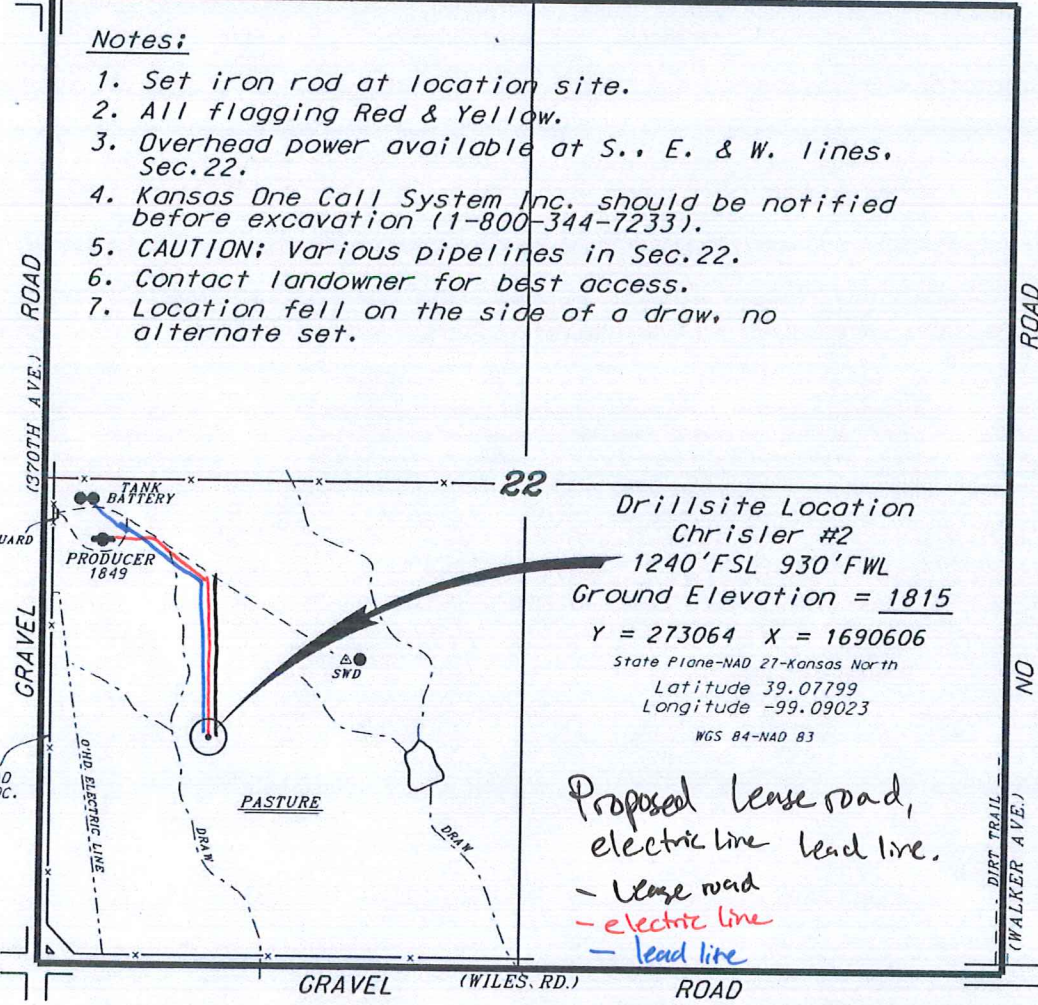 Notes:
1. Set iron rod at location site.
2. All flagging Red & Yellow.
3. Overhead power available at S., E. & W. lines,
Sec.22.
4. Kansas One Call System Inc. should be notified
before excavation (1-800-344-7233).
5. CAUTION: Various pipelines in Sec.22.
6. Contact landowner for best access.
7. Location fell on the side of a draw, no
alternate set.
GRAVEL ROAD
(370TH AVE.)
TANK
BATTERY
PRODUCER
1849
22
Drillsite Location
Chrisler #2
1240'FSL 930'FWL
Ground Elevation = 1815
Y = 273064 X = 1690606
State Plane-NAD 27-Kansas North
Latitude 39.07799
Longitude -99.09023
WGS 84-NAD 83
SWD
O'HD. ELECTRIC LINE
PASTURE
DRAW
DRAW
Proposed lease road,
electric line lead line.
- lease road
- electric line
- lead line
NO ROAD
DIRT TRAIL
(WALKER AVE.)
GRAVEL (WILES. RD.) ROAD